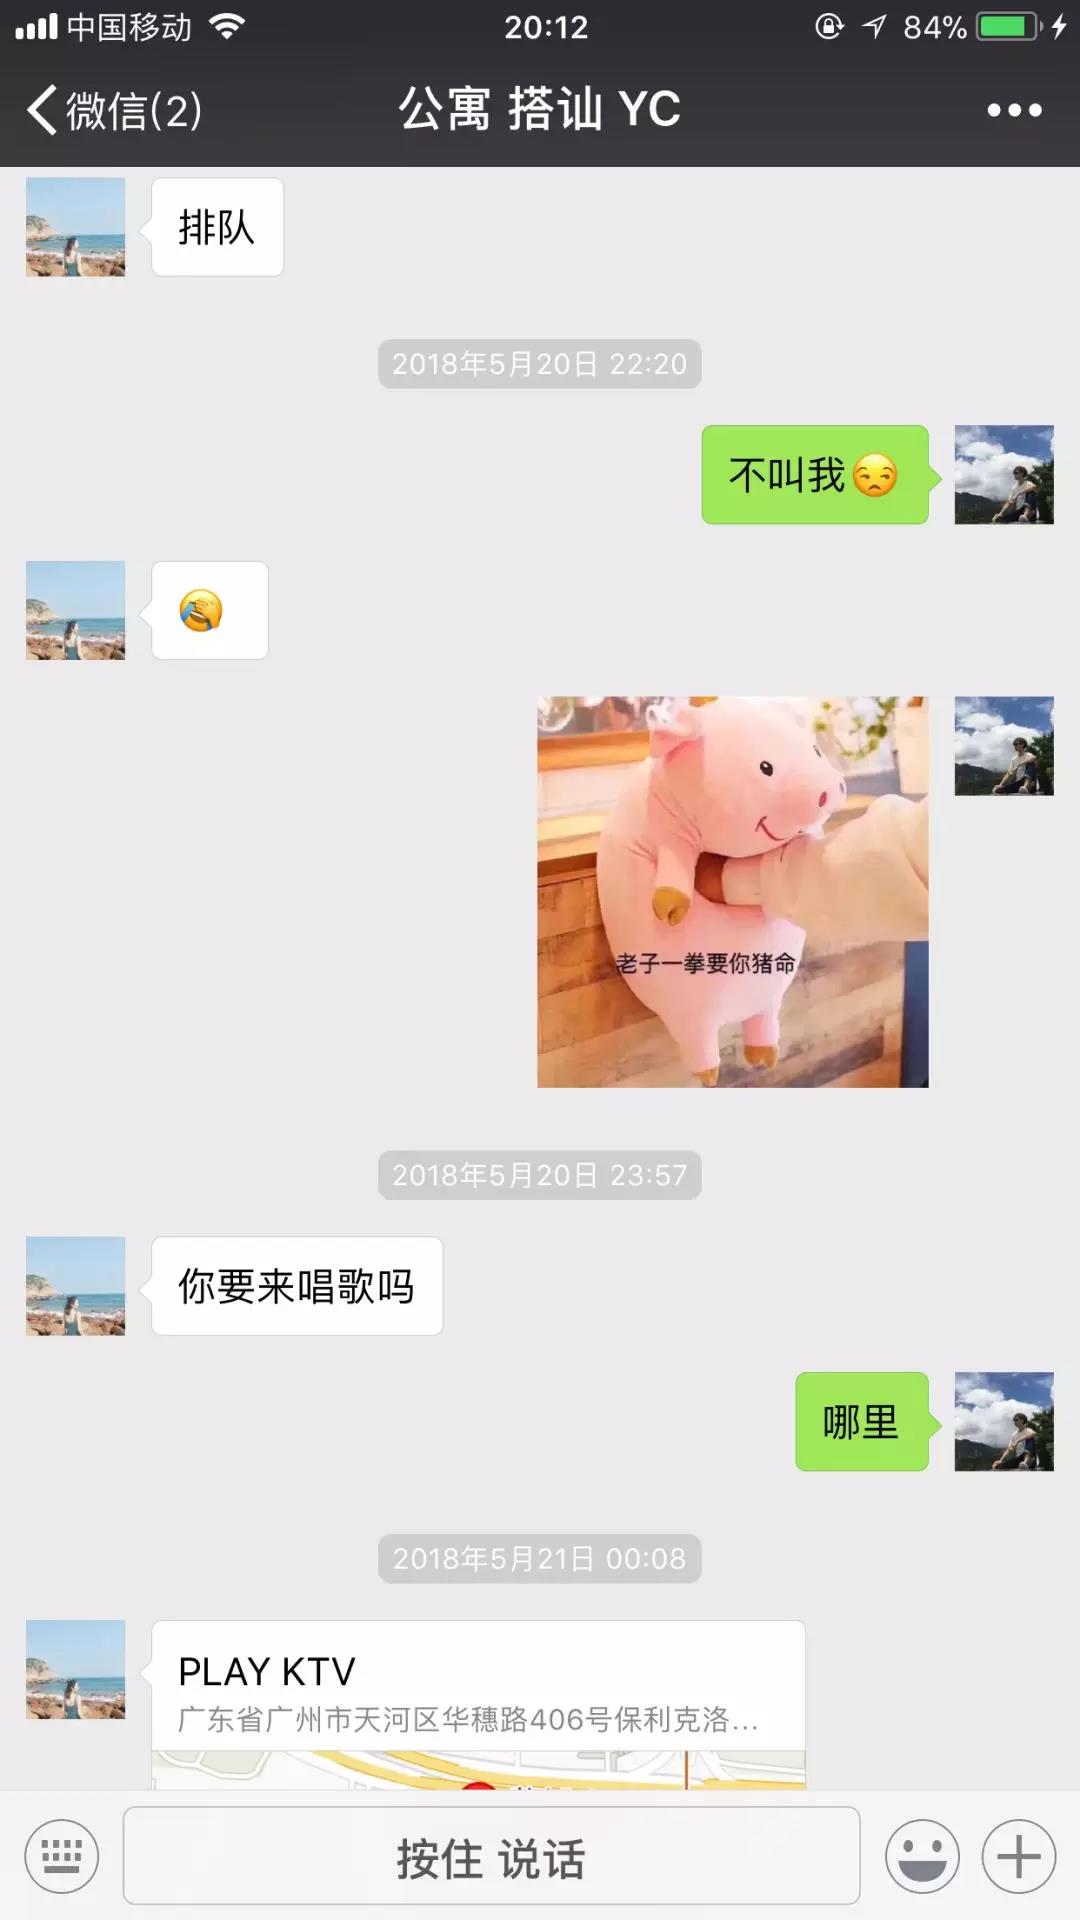 中国移动 20:12 84%
微信(2) 公寓 搭讪 YC
排队
2018年5月20日 22:20
不叫我😒
🤦
老子一拳要你猪命
2018年5月20日 23:57
你要来唱歌吗
哪里
2018年5月21日 00:08
PLAY KTV
广东省广州市天河区华穗路406号保利克洛...
按住 说话